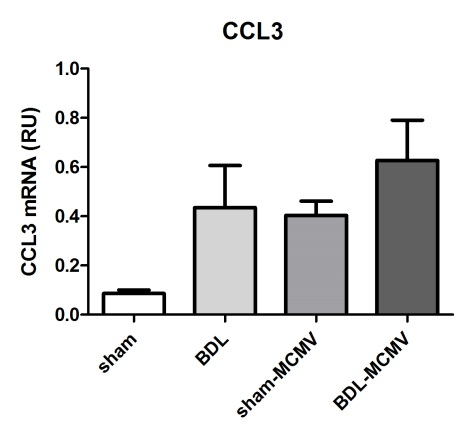 CCL3
CCL3 mRNA (RU)
1.0
0.8
0.6
0.4
0.2
0.0
sham
BDL
sham-MCMV
BDL-MCMV